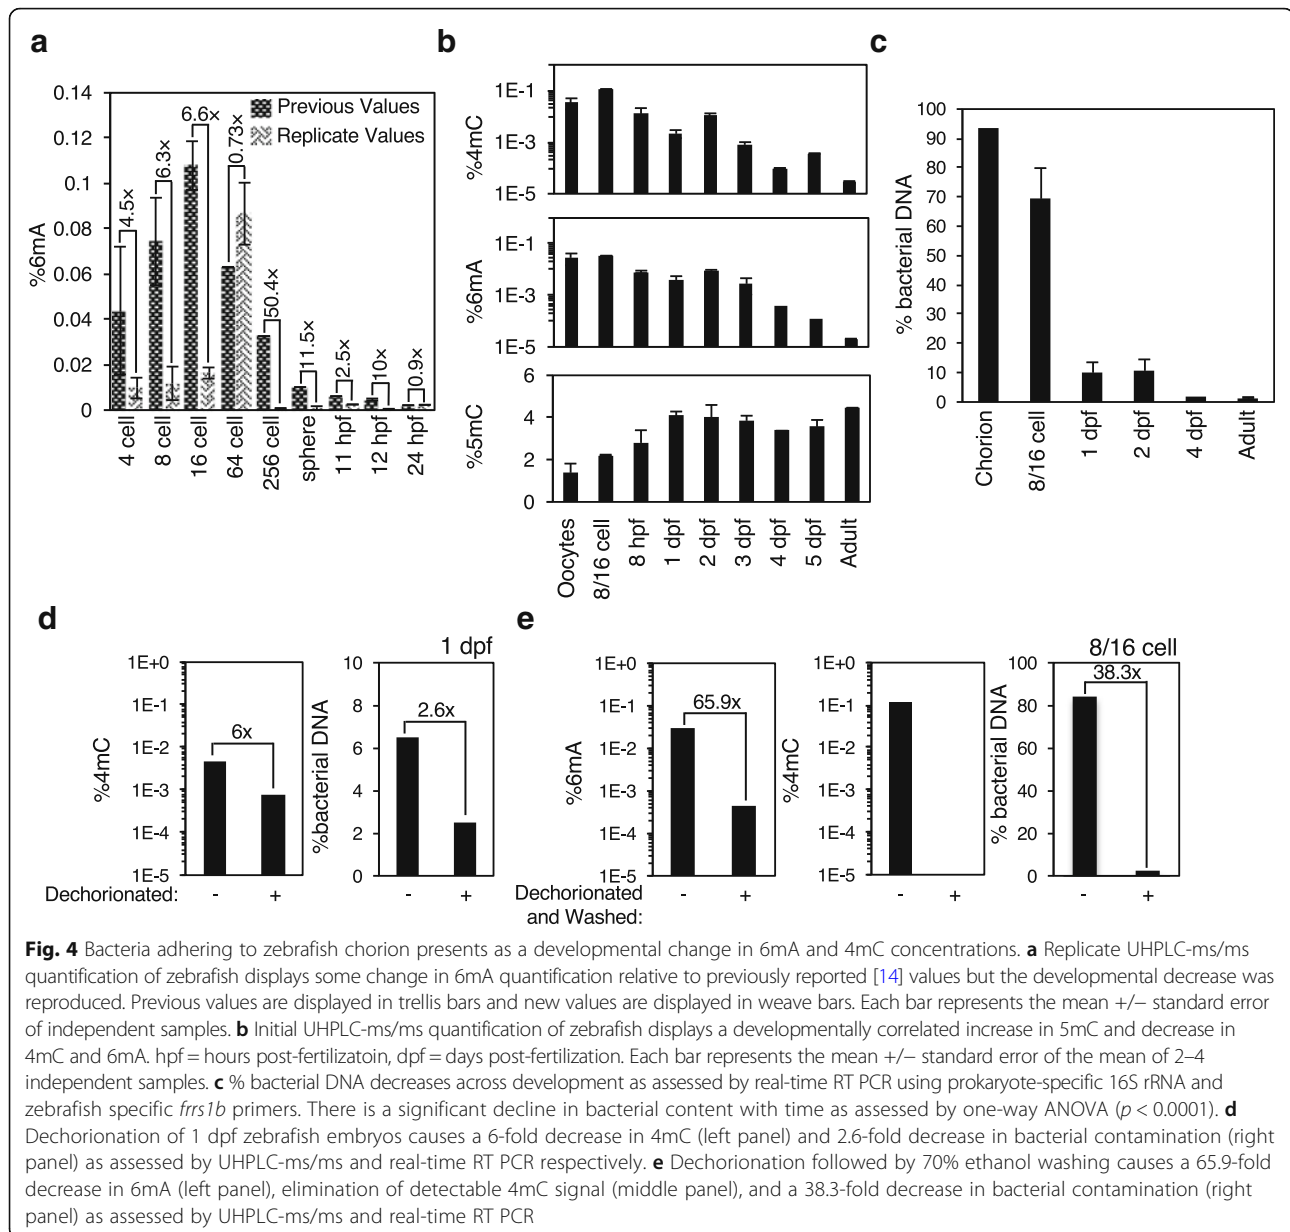 a
0.14
0.12
0.1
0.08
0.06
0.04
0.02
0
%6mA
Previous Values
Replicate Values
4.5×
6.3×
6.6×
0.73×
50.4×
11.5×
2.5×
10×
0.9×
4 cell
8 cell
16 cell
64 cell
256 cell
sphere
11 hpf
12 hpf
24 hpf
b
1E-1
1E-3
1E-5
%4mC
1E-1
1E-3
1E-5
%6mA
6
4
2
0
%5mC
Oocytes
8/16 cell
8 hpf
1 dpf
2 dpf
3 dpf
4 dpf
5 dpf
Adult
c
100
90
80
70
60
50
40
30
20
10
0
% bacterial DNA
Chorion
8/16 cell
1 dpf
2 dpf
4 dpf
Adult
d
1 dpf
1E+0
1E-1
1E-2
1E-3
1E-4
1E-5
%4mC
6x
10
8
6
4
2
0
%bacterial DNA
2.6x
Dechorionated: - + - +
e
8/16 cell
1E+0
1E-1
1E-2
1E-3
1E-4
1E-5
%6mA
65.9x
1E+0
1E-1
1E-2
1E-3
1E-4
1E-5
%4mC
100
80
60
40
20
0
% bacterial DNA
38.3x
Dechorionated - + - + - +
and Washed:
Fig. 4 Bacteria adhering to zebrafish chorion presents as a developmental change in 6mA and 4mC concentrations. a Replicate UHPLC-ms/ms
quantification of zebrafish displays some change in 6mA quantification relative to previously reported [14] values but the developmental decrease was
reproduced. Previous values are displayed in trellis bars and new values are displayed in weave bars. Each bar represents the mean +/− standard error
of independent samples. b Initial UHPLC-ms/ms quantification of zebrafish displays a developmentally correlated increase in 5mC and decrease in
4mC and 6mA. hpf = hours post-fertilizatoin, dpf = days post-fertilization. Each bar represents the mean +/− standard error of the mean of 2–4
independent samples. c % bacterial DNA decreases across development as assessed by real-time RT PCR using prokaryote-specific 16S rRNA and
zebrafish specific frrs1b primers. There is a significant decline in bacterial content with time as assessed by one-way ANOVA (p < 0.0001). d
Dechorionation of 1 dpf zebrafish embryos causes a 6-fold decrease in 4mC (left panel) and 2.6-fold decrease in bacterial contamination (right
panel) as assessed by UHPLC-ms/ms and real-time RT PCR respectively. e Dechorionation followed by 70% ethanol washing causes a 65.9-fold
decrease in 6mA (left panel), elimination of detectable 4mC signal (middle panel), and a 38.3-fold decrease in bacterial contamination (right
panel) as assessed by UHPLC-ms/ms and real-time RT PCR